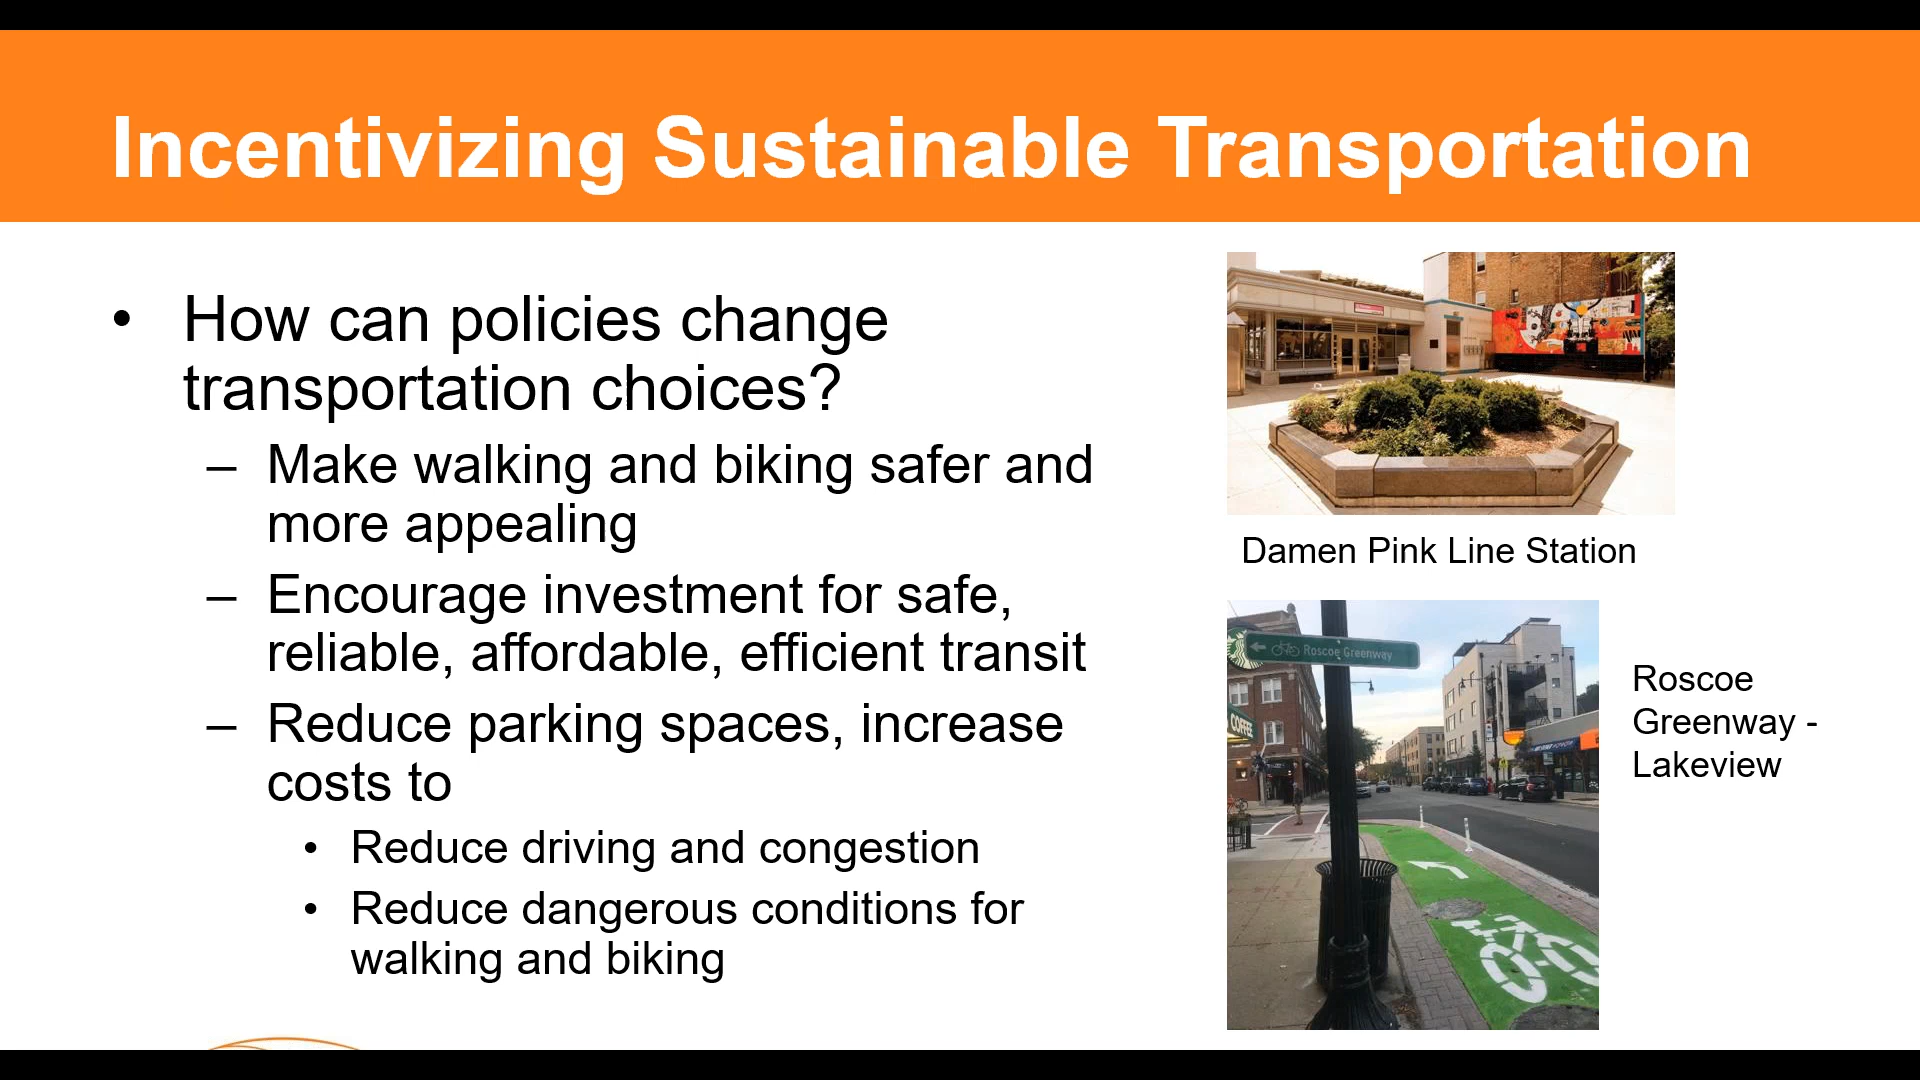 Incentivizing Sustainable Transportation
• How can policies change
transportation choices?
– Make walking and biking safer and
more appealing
– Encourage investment for safe,
reliable, affordable, efficient transit
– Reduce parking spaces, increase
costs to
• Reduce driving and congestion
• Reduce dangerous conditions for
walking and biking
Damen Pink Line Station
Roscoe Greenway
COFFEE
Roscoe
Greenway -
Lakeview